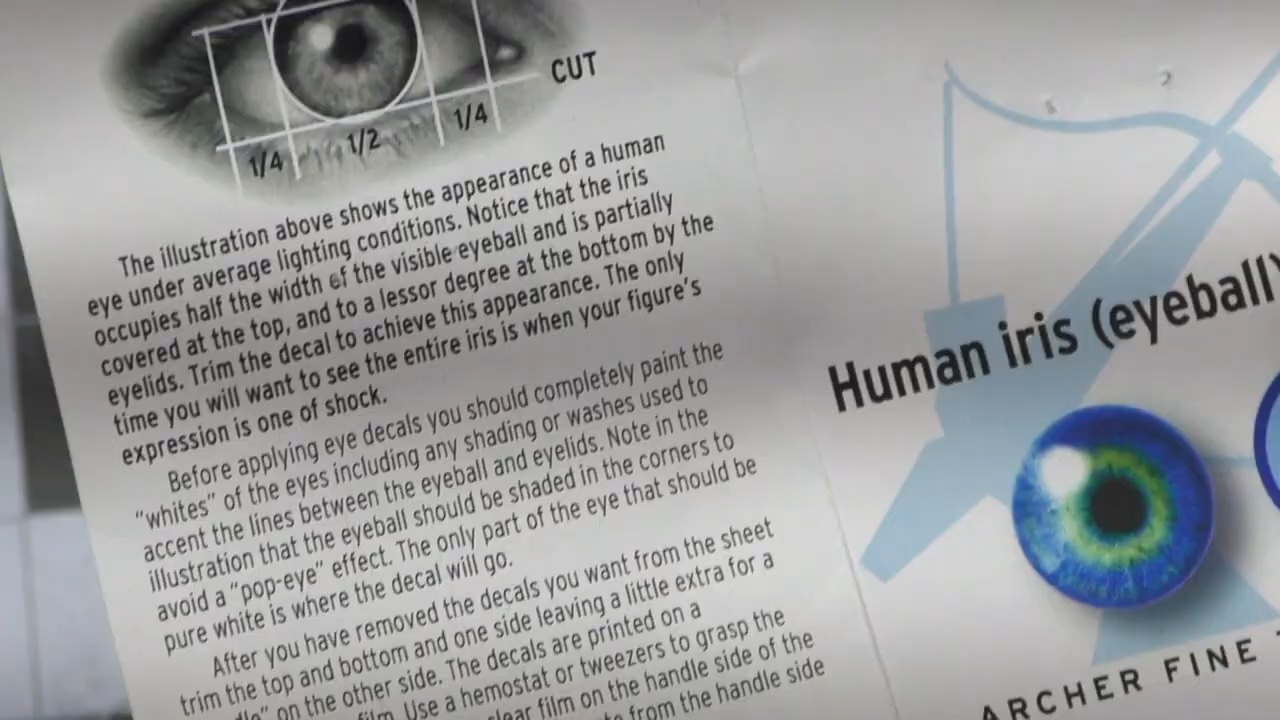 CUT
1/4
1/2
1/4
The illustration above shows the appearance of a human
eye under average lighting conditions. Notice that the iris
occupies half the width of the visible eyeball and is partially
covered at the top, and to a lessor degree at the bottom by the
eyelids. Trim the decal to achieve this appearance. The only
time you will want to see the entire iris is when your figure's
expression is one of shock.
Before applying eye decals you should completely paint the
"whites" of the eyes including any shading or washes used to
accent the lines between the eyeball and eyelids. Note in the
illustration that the eyeball should be shaded in the corners to
avoid a "pop-eye" effect. The only part of the eye that should be
pure white is where the decal will go.
After you have removed the decals you want from the sheet
trim the top and bottom and one side leaving a little extra for a
on the other side. The decals are printed on a
film. Use a hemostat or tweezers to grasp the
film on the handle side of the
from the handle side
Human iris (eyeball)
ARCHER FINE